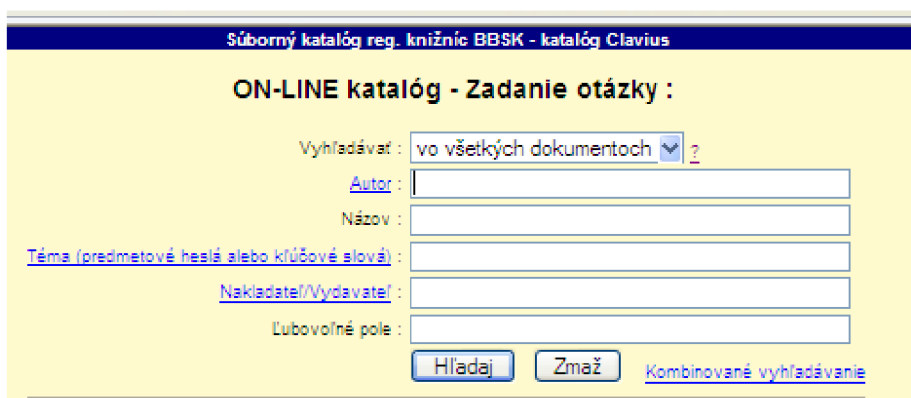 Súborný katalóg reg. knižníc BBSK - katalóg Clavius
ON-LINE katalóg - Zadanie otázky :
Vyhľadávať : vo všetkých dokumentoch ?
Autor :
Názov :
Téma (predmetové heslá alebo kľúčové slová) :
Nakladateľ/Vydavateľ :
Ľubovoľné pole :
Hľadaj Zmaž Kombinované vyhľadávanie